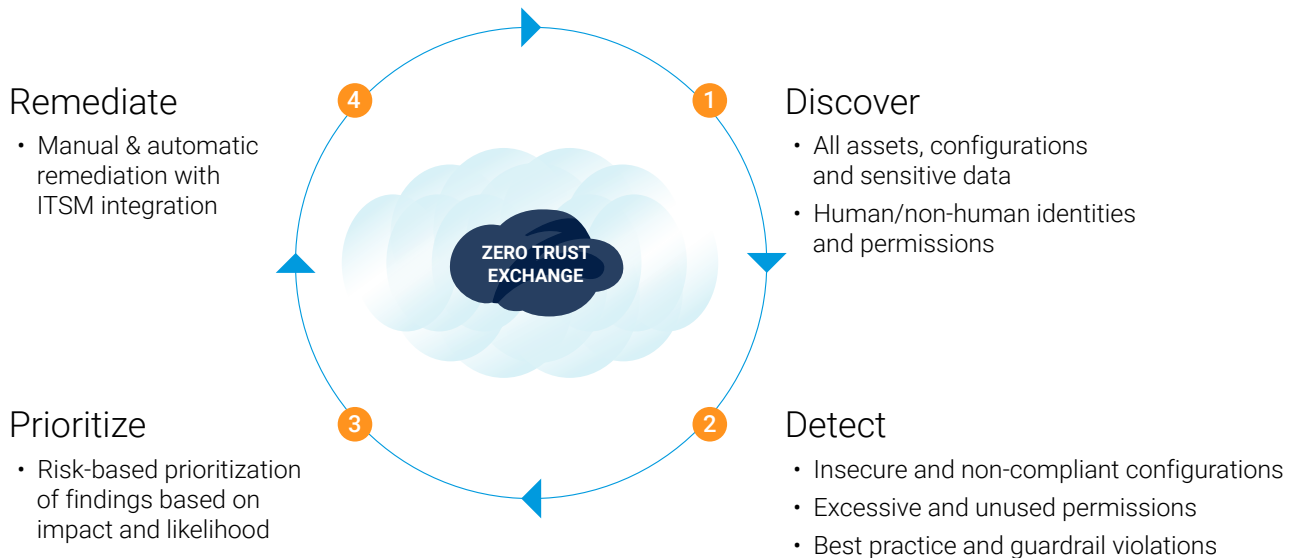 Remediate
• Manual & automatic
remediation with
ITSM integration
4
1
Discover
• All assets, configurations
and sensitive data
• Human/non-human identities
and permissions
ZERO TRUST
EXCHANGE
Prioritize
• Risk-based prioritization
of findings based on
impact and likelihood
3
2
Detect
• Insecure and non-compliant configurations
• Excessive and unused permissions
• Best practice and guardrail violations